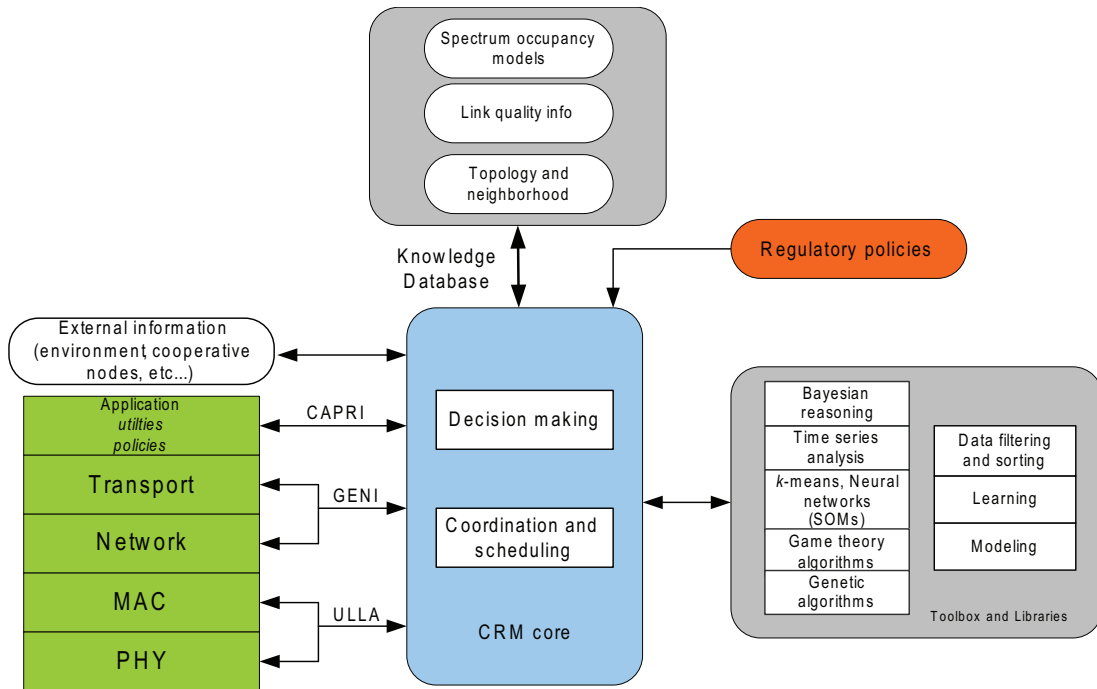 Spectrum occupancy
models
Link quality info
Topology and
neighborhood
Knowledge
Database
Regulatory policies
External information
(environment, cooperative
nodes, etc...)
Application
utilties
policies
Transport
Network
MAC
PHY
CAPRI
GENI
ULLA
Decision making
Coordination and
scheduling
CRM core
Bayesian
reasoning
Time series
analysis
k-means, Neural
networks
(SOMs)
Game theory
algorithms
Genetic
algorithms
Data filtering
and sorting
Learning
Modeling
Toolbox and Libraries